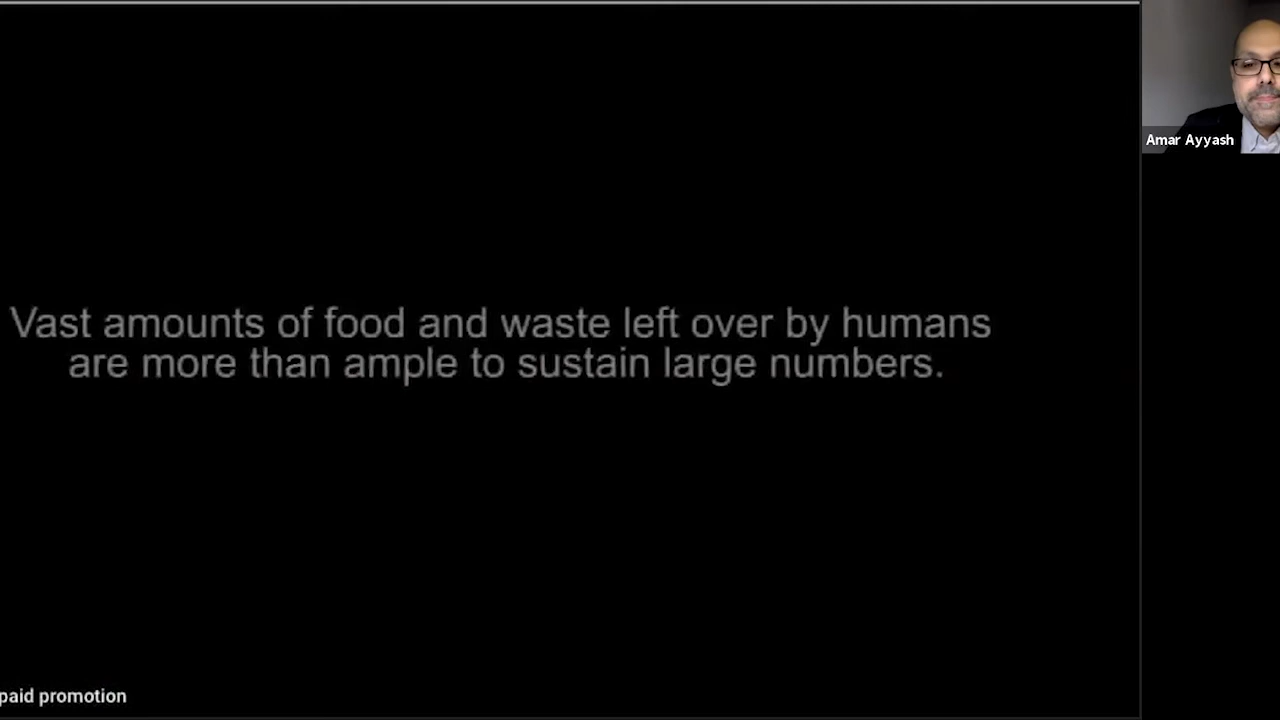 Vast amounts of food and waste left over by humans
are more than ample to sustain large numbers.
Amar Ayyash
paid promotion